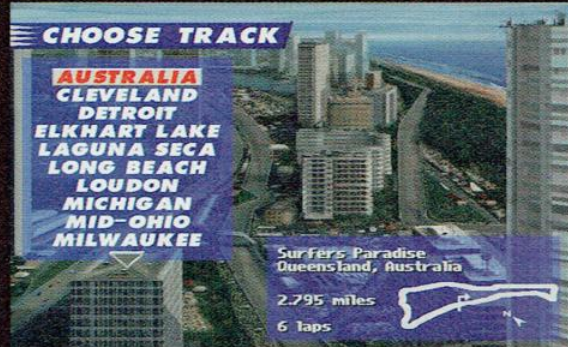 CHOOSE TRACK
AUSTRALIA
CLEVELAND
DETROIT
ELKHART LAKE
LAGUNA SECA
LONG BEACH
LOUDON
MICHIGAN
MID-OHIO
MILWAUKEE
Surfers Paradise
Queensland, Australia
2.795 miles
6 laps
N